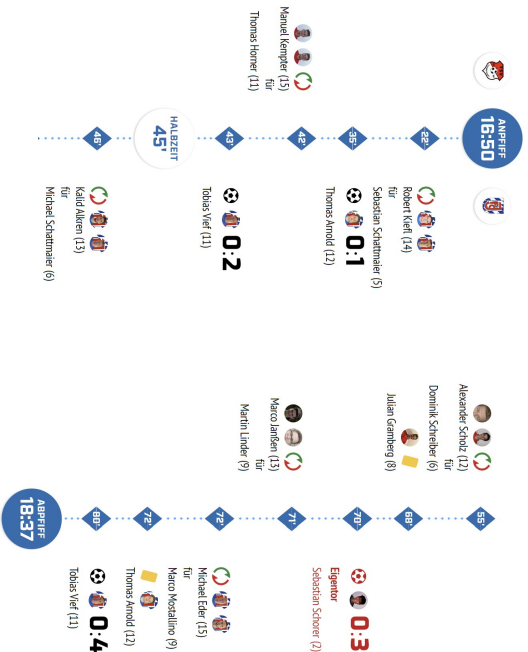 ANPFIFF
16:50
22'
Robert Kiefl (14)
für
Sebastian Schattmaier (5)
35'
0:1
Thomas Arnold (12)
42'
Manuel Kempter (15)
für
Thomas Horner (11)
43'
0:2
Tobias Vief (11)
HALBZEIT
45'
46'
Kalid Alkren (13)
für
Michael Schattmaier (6)
55'
Alexander Scholz (12)
für
Dominik Schreiber (6)
68'
Julian Gramberg (8)
70'
0:3
Eigentor
Sebastian Schorer (2)
71'
Marco Janßen (13)
für
Martin Linder (9)
72'
Michael Eder (15)
für
Marco Mostallino (9)
72'
Thomas Arnold (12)
80'
0:4
Tobias Vief (11)
ABPFIFF
18:37